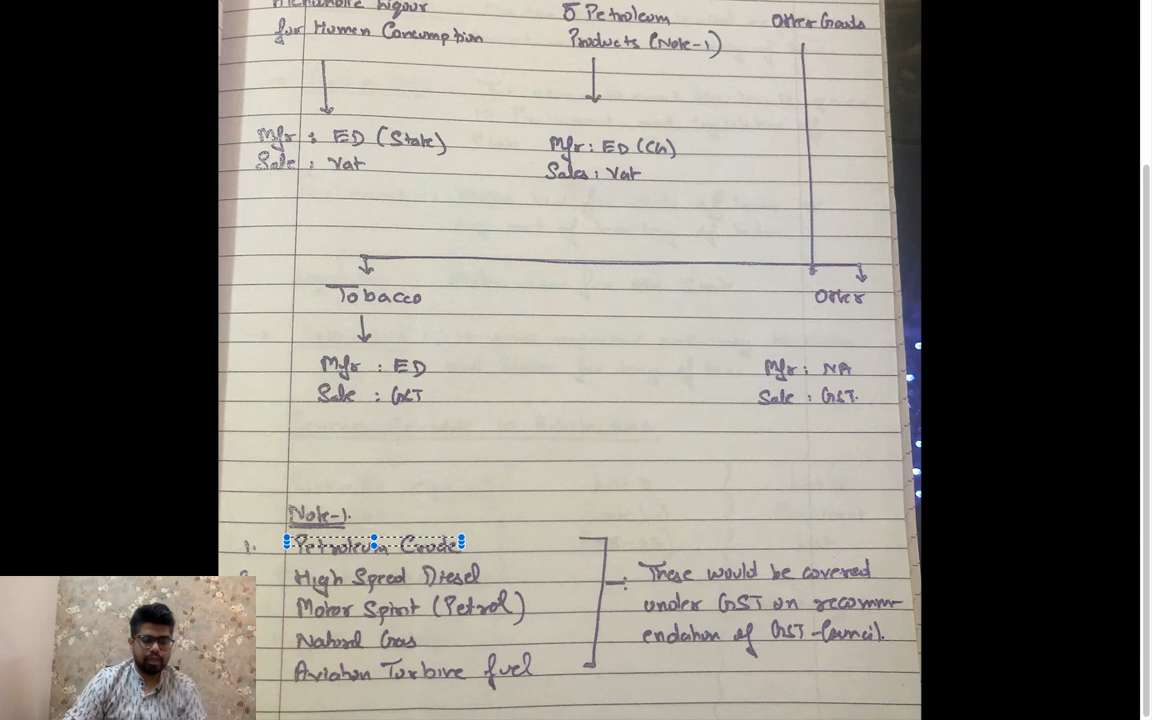 Alchoholic liquor
for Human Consumption
5 Petroleum
Products (Note-1)
Other Goods
Mfr : ED (State)
Sale : Vat
Mfr : ED (CG)
Sales : Vat
Tobacco
Other
Mfr : ED
Sale : GST
Mfr : NA
Sale : GST.
Note-1.
1. Petroleum Crude
High Speed Diesel
Motor Spirit (Petrol)
Natural Gas
Aviation Turbine fuel
: These would be covered
under GST on recomm-
endation of GST-Council.